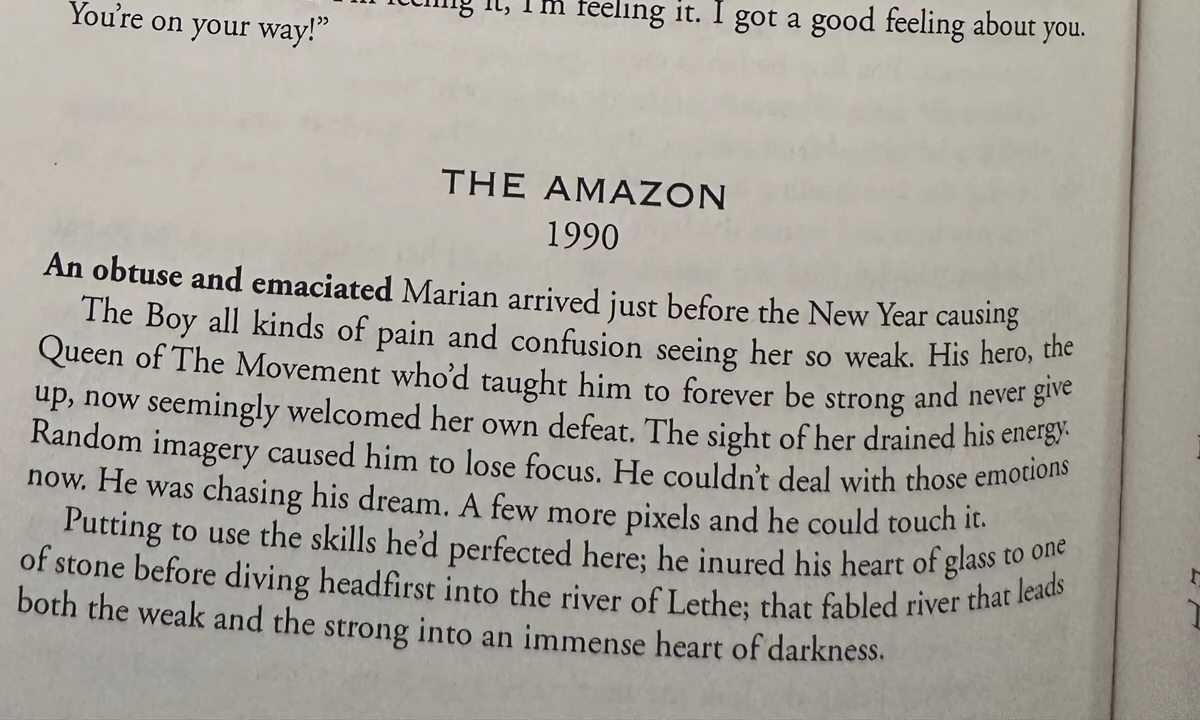 feeling it, I'm feeling it. I got a good feeling about you.
You're on your way!”
THE AMAZON
1990
An obtuse and emaciated Marian arrived just before the New Year causing
The Boy all kinds of pain and confusion seeing her so weak. His hero, the
Queen of The Movement who'd taught him to forever be strong and never give
up, now seemingly welcomed her own defeat. The sight of her drained his energy.
Random imagery caused him to lose focus. He couldn't deal with those emotions
now. He was chasing his dream. A few more pixels and he could touch it.
Putting to use the skills he'd perfected here; he inured his heart of glass to one
of stone before diving headfirst into the river of Lethe; that fabled river that leads
both the weak and the strong into an immense heart of darkness.